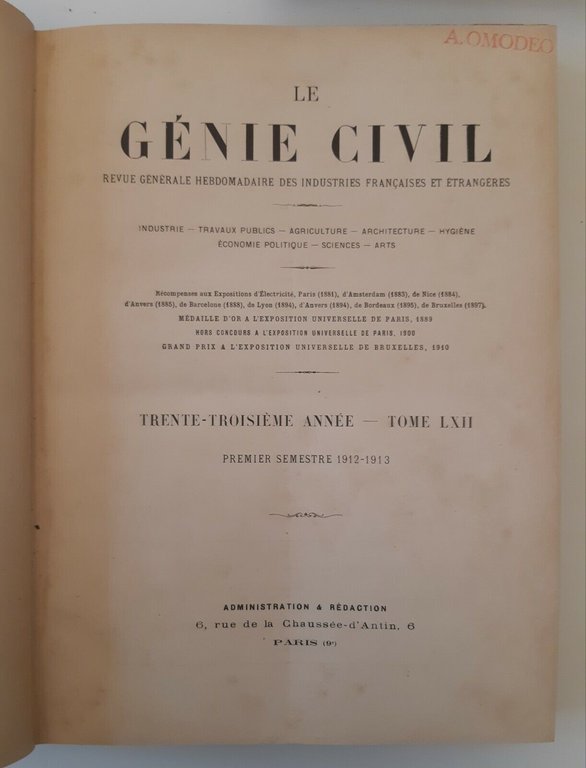 A. OMODEO
LE
GÉNIE CIVIL
REVUE GÉNÉRALE HEBDOMADAIRE DES INDUSTRIES FRANÇAISES ET ÉTRANGÈRES
INDUSTRIE — TRAVAUX PUBLICS — AGRICULTURE — ARCHITECTURE — HYGIÈNE
ÉCONOMIE POLITIQUE — SCIENCES — ARTS
Récompenses aux Expositions d'Électricité, Paris (1881), d'Amsterdam (1883), de Nice (1884),
d'Anvers (1885), de Barcelone (1888), de Lyon (1894), d'Anvers (1894), de Bordeaux (1895), de Bruxelles (1897).
MÉDAILLE D'OR A L'EXPOSITION UNIVERSELLE DE PARIS, 1889
HORS CONCOURS A L'EXPOSITION UNIVERSELLE DE PARIS, 1900
GRAND PRIX A L'EXPOSITION UNIVERSELLE DE BRUXELLES, 1910
TRENTE-TROISIÈME ANNÉE — TOME LXII
PREMIER SEMESTRE 1912-1913
ADMINISTRATION & RÉDACTION
6, rue de la Chaussée-d'Antin, 6
PARIS (9e)